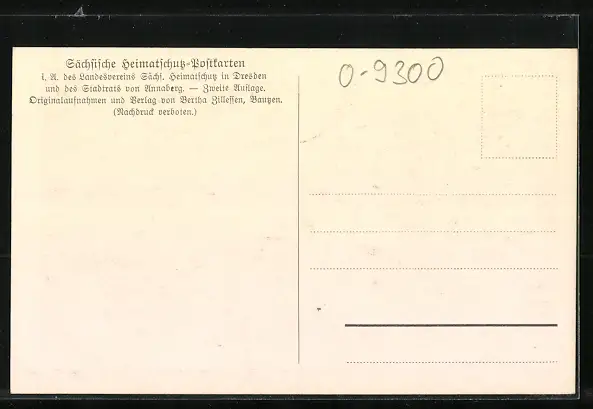 Sächsische Heimatschutz-Postkarten
i. A. des Landesvereins Sächs. Heimatschutz in Dresden
und des Stadtrats von Annaberg. — Zweite Auflage.
Originalaufnahmen und Verlag von Bertha Zillessen, Bautzen.
(Nachdruck verboten.)
0-9300